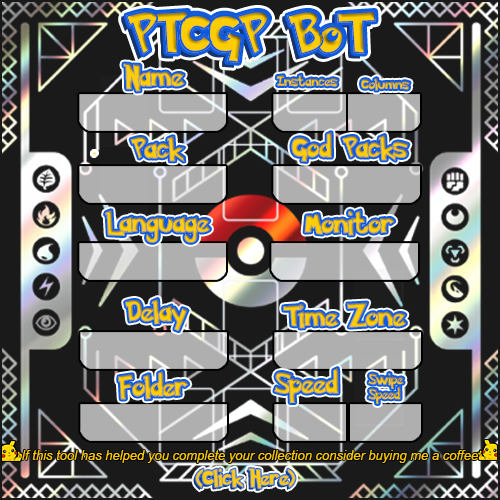 PTCGP BoT
Name
Instances
Columns
Pack
God Packs
Language
Monitor
Delay
Time Zone
Folder
Speed
Swipe
Speed
If this tool has helped you complete your collection consider buying me a coffee!
(Click Here)